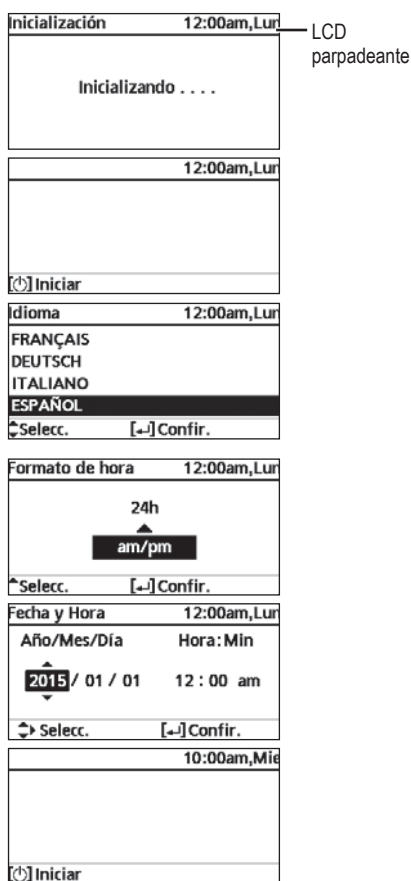 Inicialización 12:00am,Lun
LCD
parpadeante
Inicializando . . . .
12:00am,Lun
[⏻] Iniciar
Idioma 12:00am,Lun
FRANÇAIS
DEUTSCH
ITALIANO
ESPAÑOL
Selecc. [↵] Confir.
Formato de hora 12:00am,Lun
24h
am/pm
Selecc. [↵] Confir.
Fecha y Hora 12:00am,Lun
Año/Mes/Día Hora:Min
2015 / 01 / 01 12 : 00 am
Selecc. [↵] Confir.
10:00am,Mie
[⏻] Iniciar